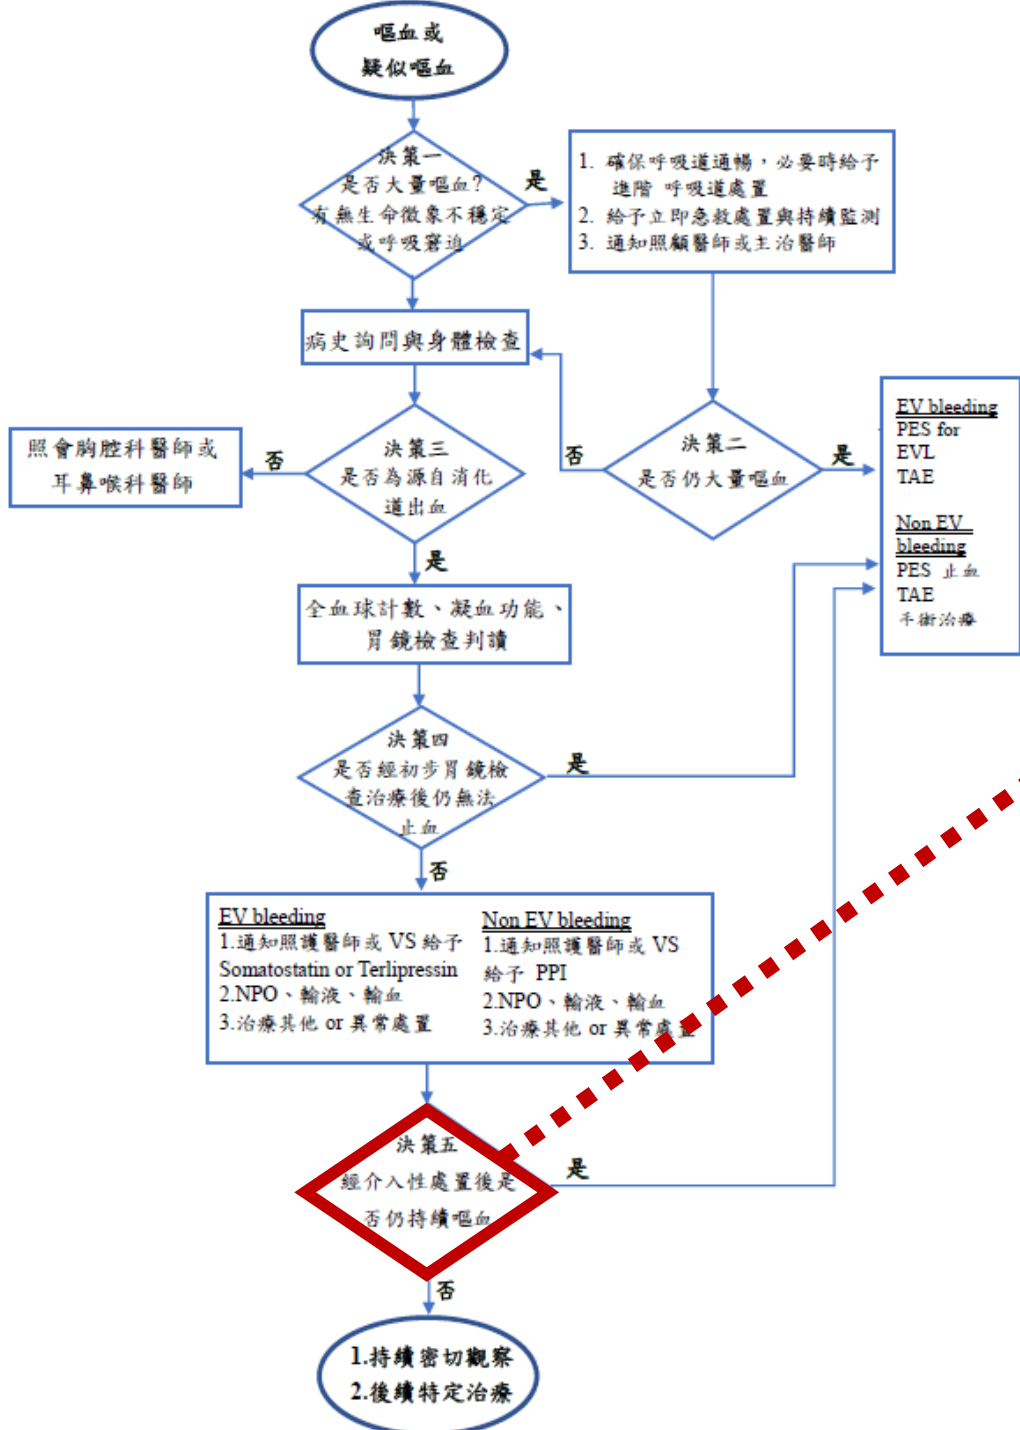 嘔血或
疑似嘔血
決策一
是否大量嘔血?
有無生命徵象不穩定
或呼吸窘迫
是
1. 確保呼吸道通暢，必要時給予
進階 呼吸道處置
2. 給予立即急救處置與持續監測
3. 通知照顧醫師或主治醫師
病史詢問與身體檢查
決策二
是否仍大量嘔血
否
是
EV bleeding
PES for
EVL
TAE
Non EV
bleeding
PES 止血
TAE
手術治療
決策三
是否為源自消化
道出血
否
照會胸腔科醫師或
耳鼻喉科醫師
是
全血球計數、凝血功能、
胃鏡檢查判讀
決策四
是否經初步胃鏡檢
查治療後仍無法
止血
是
否
EV bleeding
1.通知照護醫師或 VS 給予
Somatostatin or Terlipressin
2.NPO、輸液、輸血
3.治療其他 or 異常處置
Non EV bleeding
1.通知照護醫師或 VS
給予 PPI
2.NPO、輸液、輸血
3.治療其他 or 異常處置
決策五
經介入性處置後是
否仍持續嘔血
是
否
1.持續密切觀察
2.後續特定治療